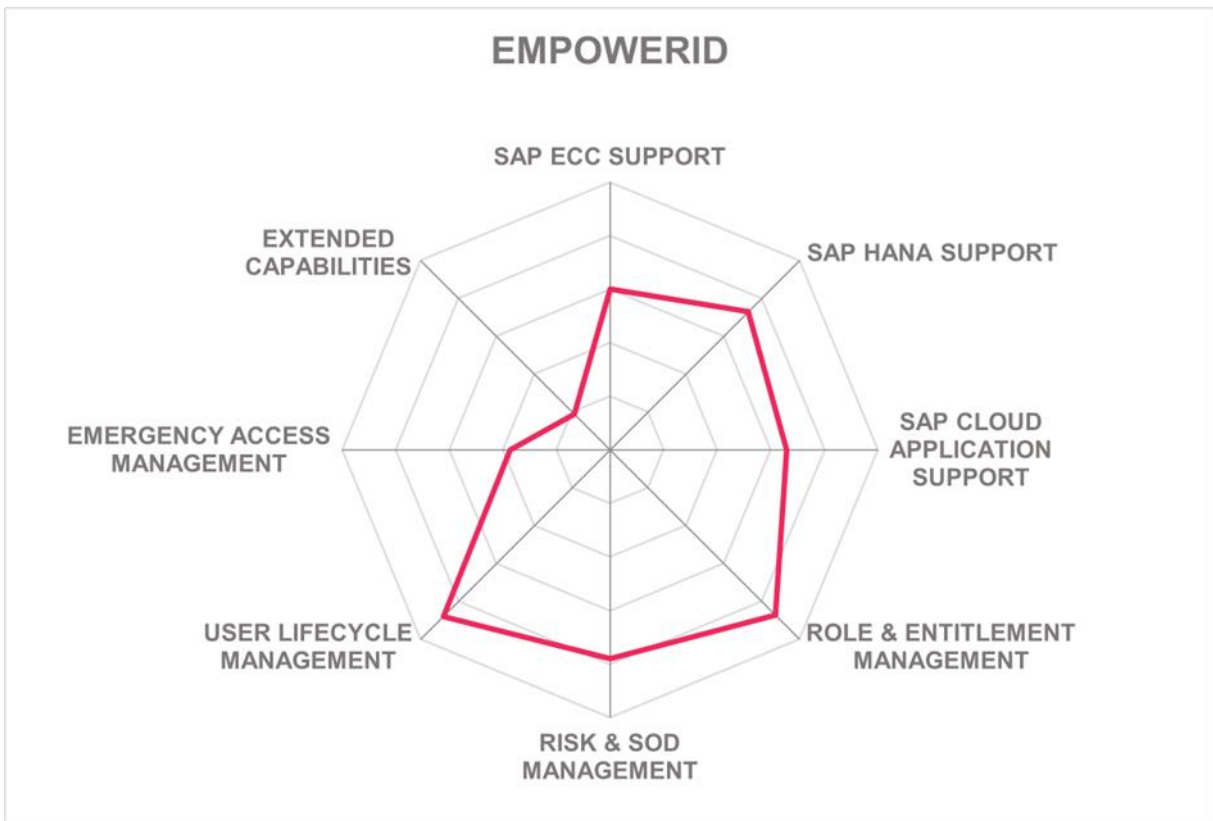 EMPOWERID
SAP ECC SUPPORT
EXTENDED
CAPABILITIES
SAP HANA SUPPORT
EMERGENCY ACCESS
MANAGEMENT
SAP CLOUD
APPLICATION
SUPPORT
USER LIFECYCLE
MANAGEMENT
ROLE & ENTITLEMENT
MANAGEMENT
RISK & SOD
MANAGEMENT